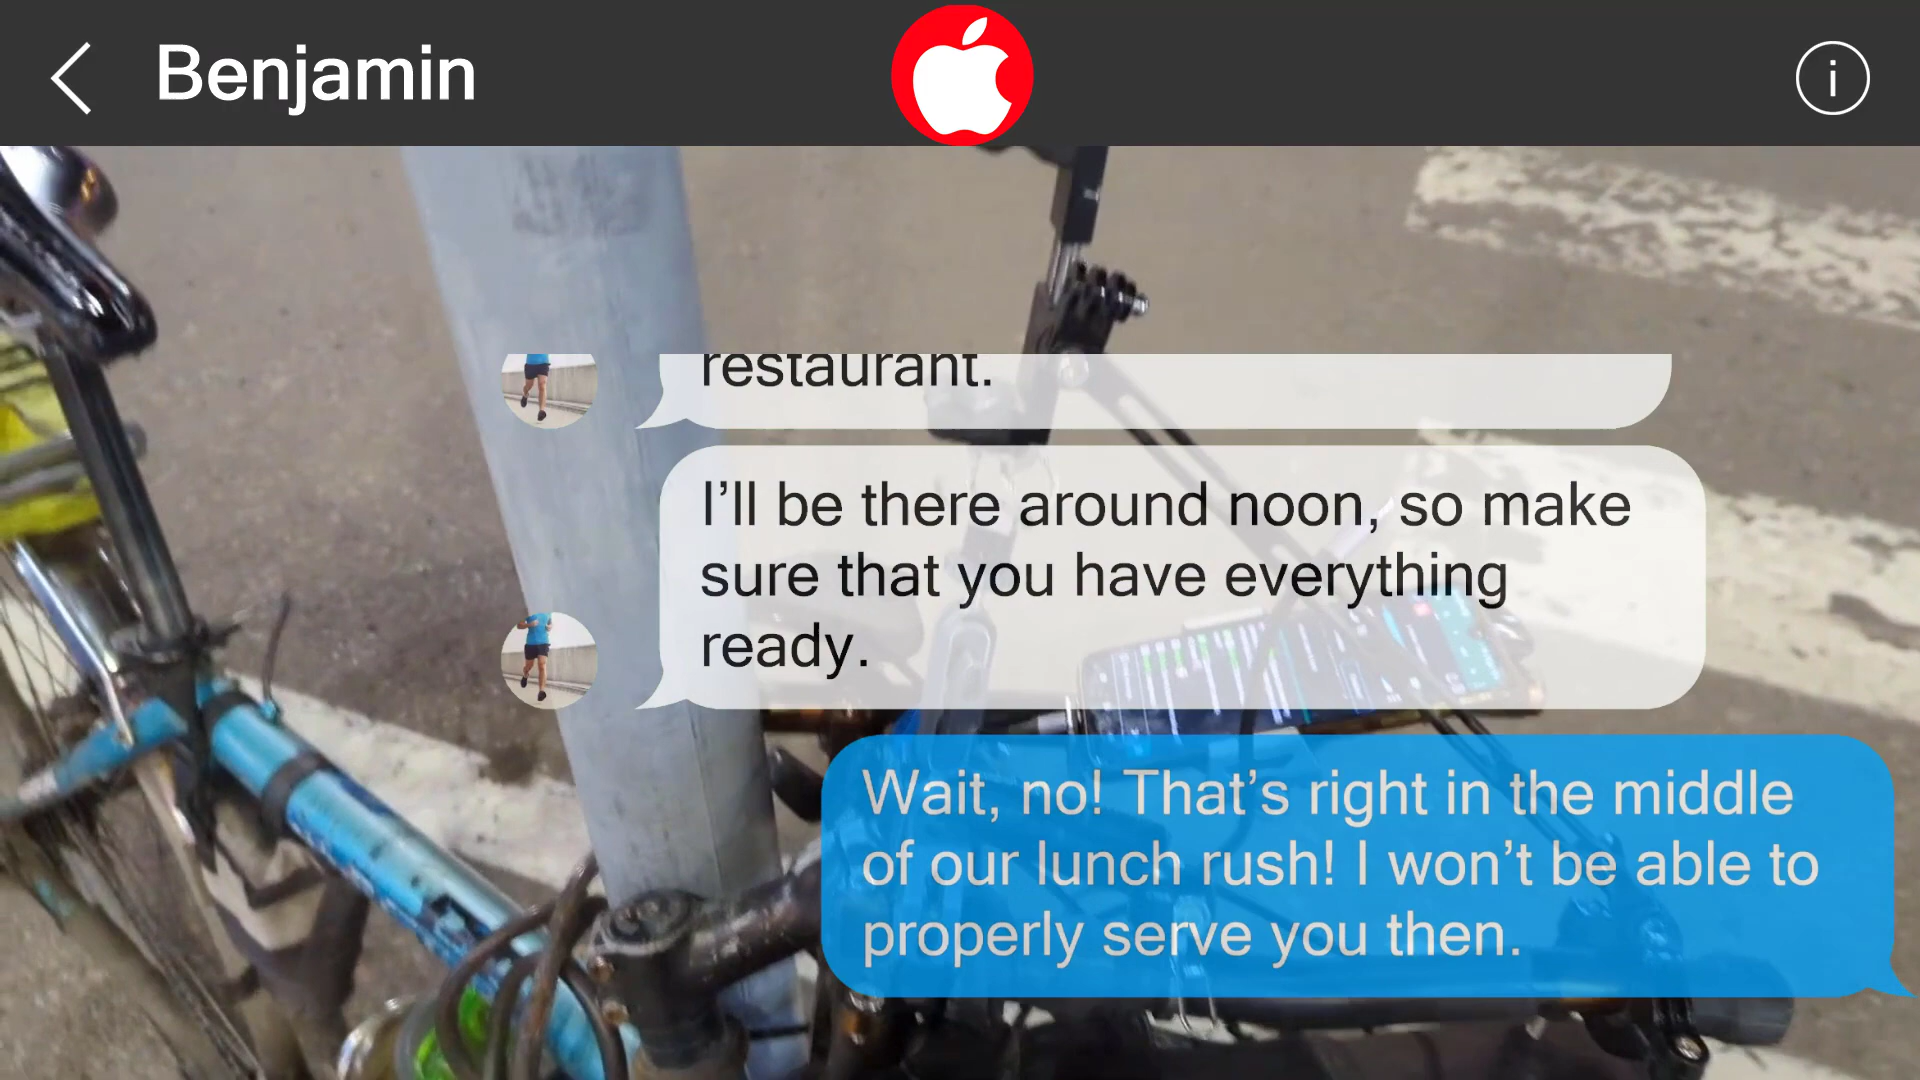 Benjamin
restaurant.
I’ll be there around noon, so make
sure that you have everything
ready.
Wait, no! That’s right in the middle
of our lunch rush! I won’t be able to
properly serve you then.